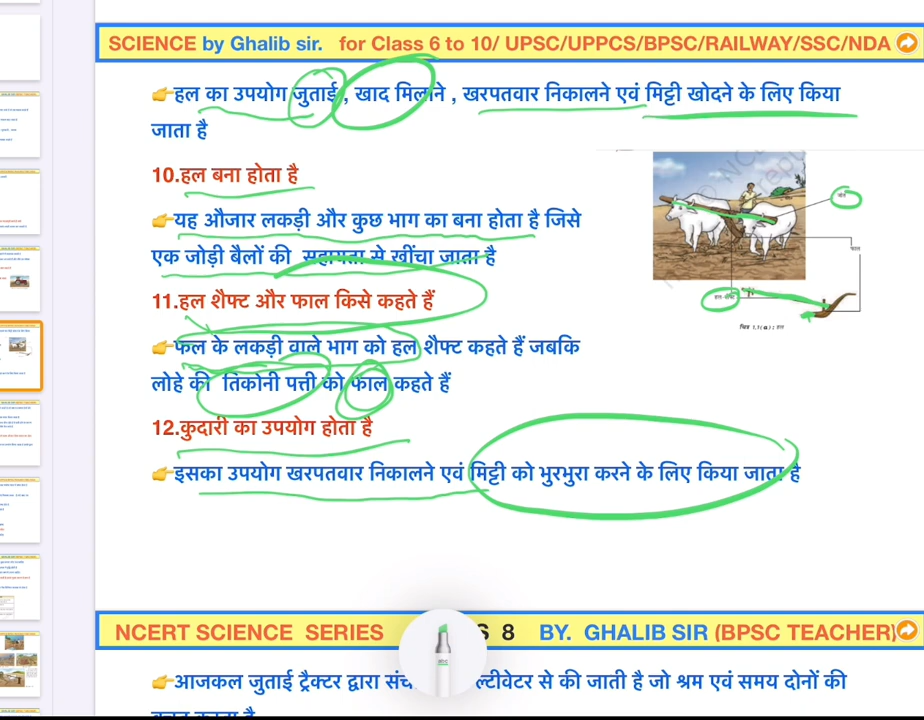 SCIENCE by Ghalib sir. for Class 6 to 10/ UPSC/UPPCS/BPSC/RAILWAY/SSC/NDA
👉हल का उपयोग जुताई , खाद मिलाने , खरपतवार निकालने एवं मिट्टी खोदने के लिए किया
जाता है
10.हल बना होता है
👉यह औजार लकड़ी और कुछ भाग का बना होता है जिसे
एक जोड़ी बैलों की सहायता से खींचा जाता है
11.हल शैफ्ट और फाल किसे कहते हैं
👉फल के लकड़ी वाले भाग को हल शैफ्ट कहते हैं जबकि
लोहे की तिकोनी पत्ती को फाल कहते हैं
चित्र 1.1(a) : हल
12.कुदारी का उपयोग होता है
👉इसका उपयोग खरपतवार निकालने एवं मिट्टी को भुरभुरा करने के लिए किया जाता है
NCERT SCIENCE SERIES 8 BY. GHALIB SIR (BPSC TEACHER)
👉आजकल जुताई ट्रैक्टर द्वारा से की जाती है जो श्रम एवं समय दोनों की